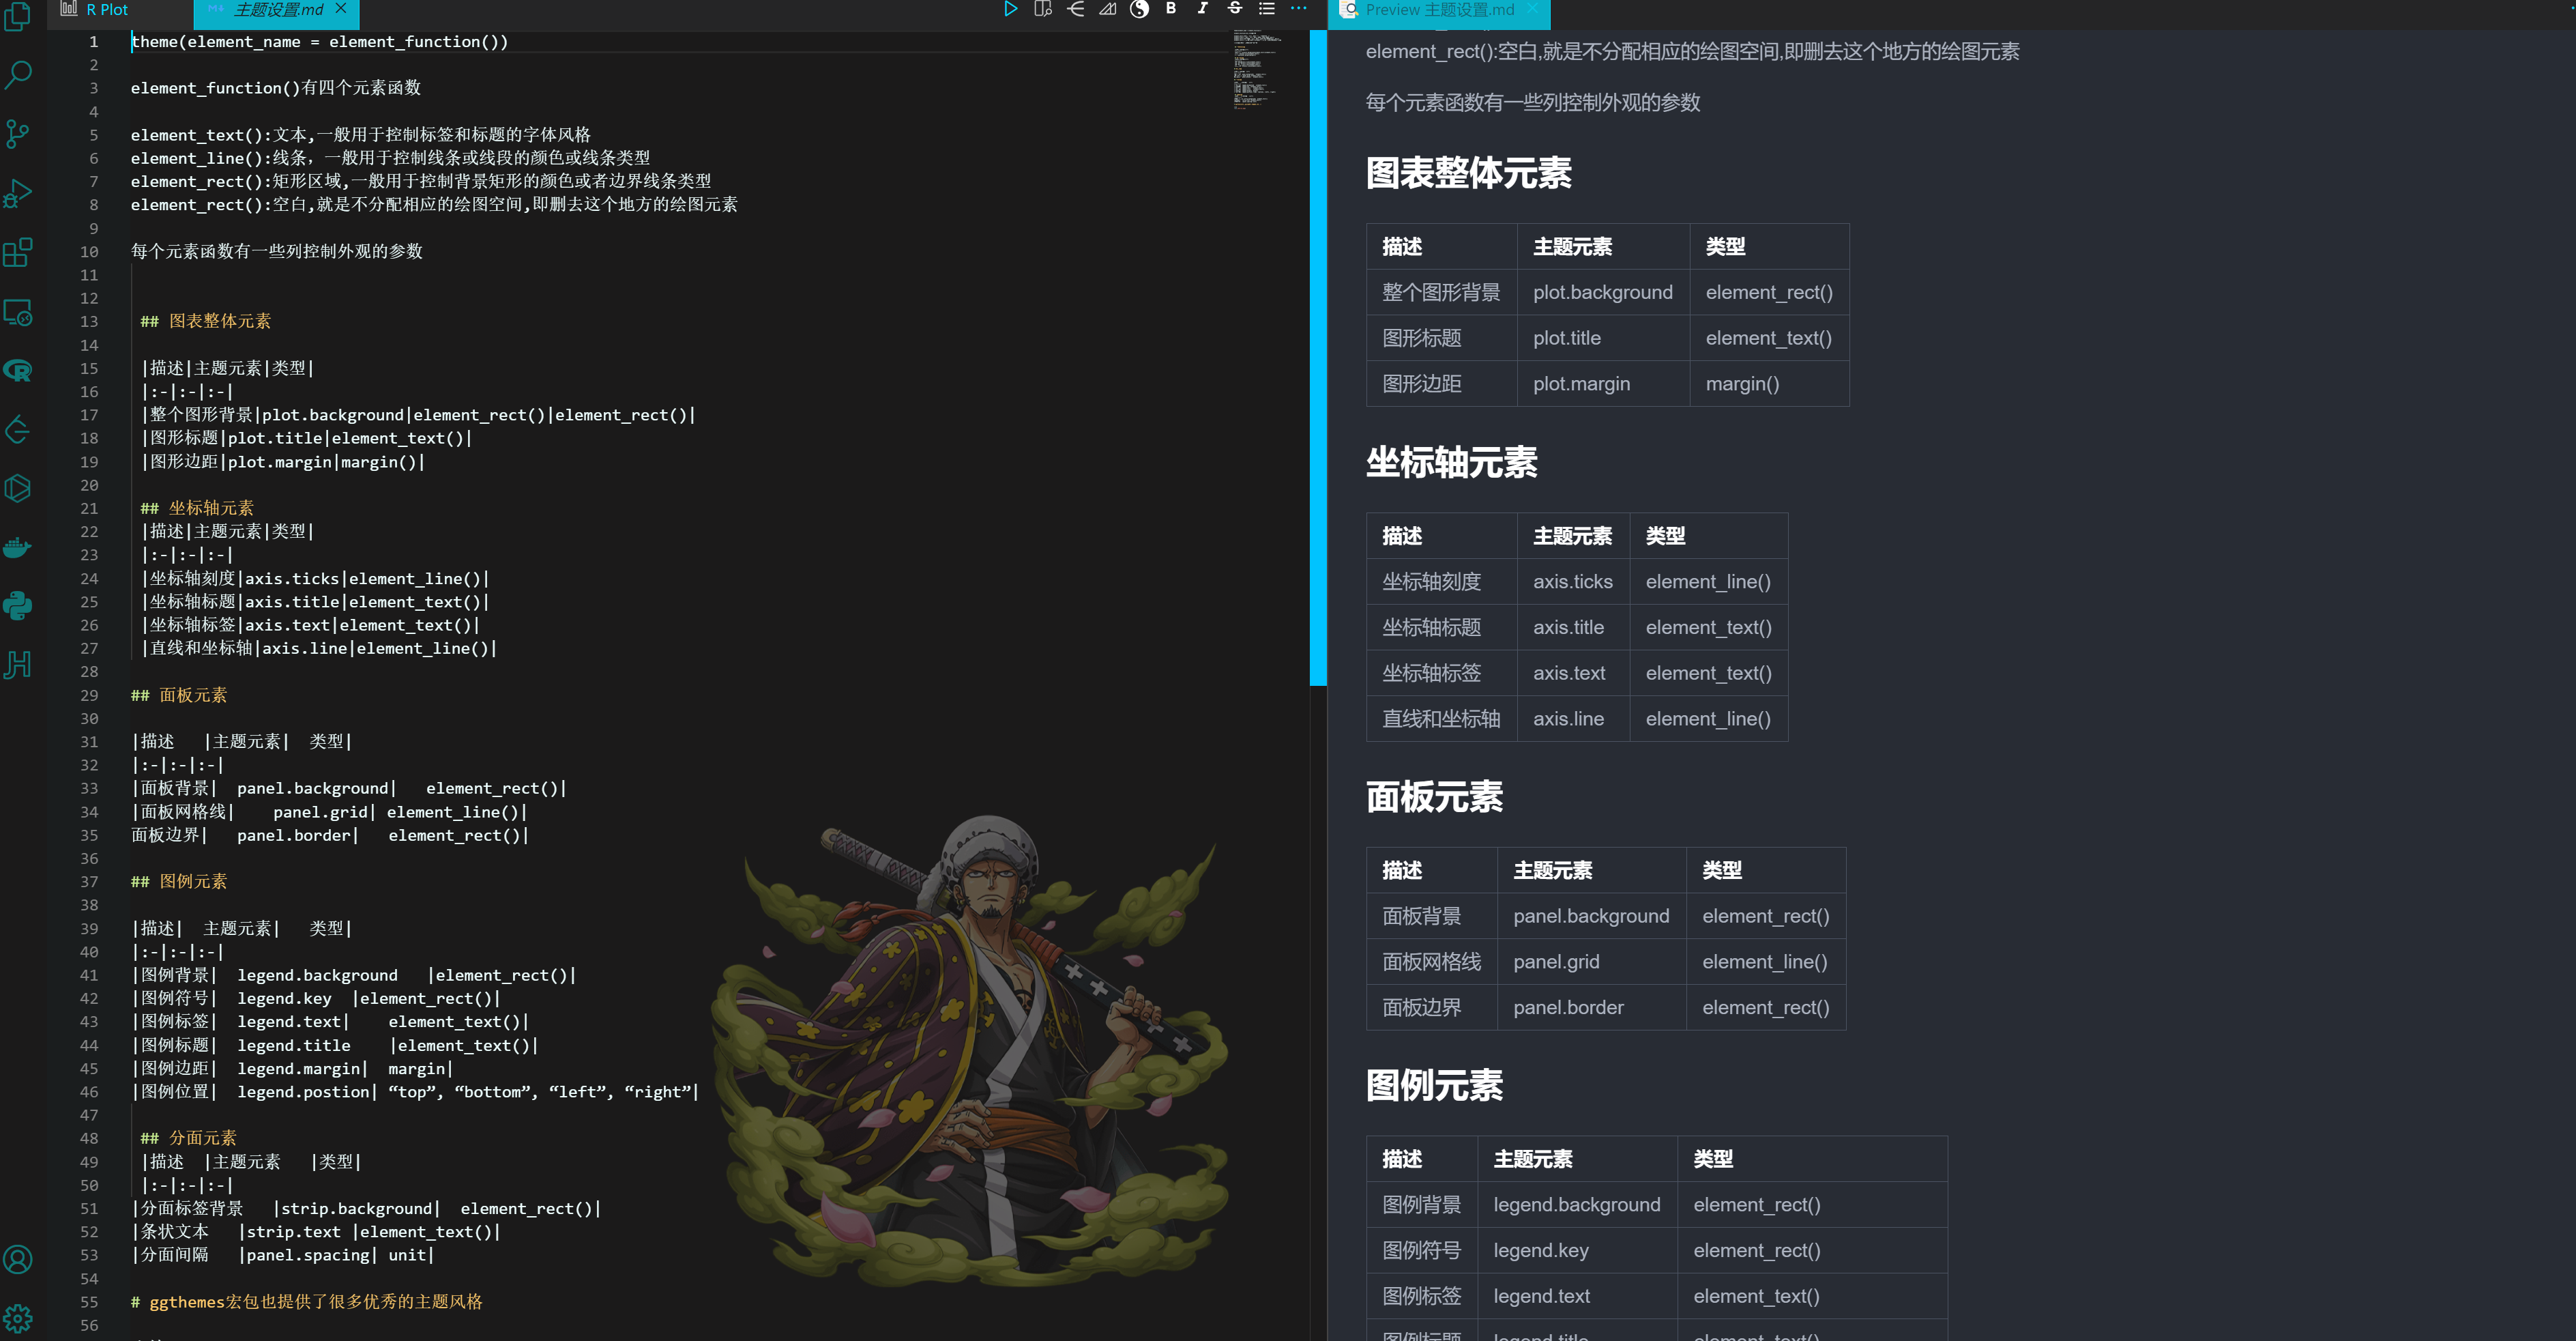 R Plot
主题设置.md
Preview 主题设置.md
1 theme(element_name = element_function())
2
3 element_function()有四个元素函数
4
5 element_text():文本,一般用于控制标签和标题的字体风格
6 element_line():线条，一般用于控制线条或线段的颜色或线条类型
7 element_rect():矩形区域,一般用于控制背景矩形的颜色或者边界线条类型
8 element_rect():空白,就是不分配相应的绘图空间,即删去这个地方的绘图元素
9
10 每个元素函数有一些列控制外观的参数
11
12
13 ## 图表整体元素
14
15 |描述|主题元素|类型|
16 |:-|:-|:-|
17 |整个图形背景|plot.background|element_rect()|element_rect()|
18 |图形标题|plot.title|element_text()|
19 |图形边距|plot.margin|margin()|
20
21 ## 坐标轴元素
22 |描述|主题元素|类型|
23 |:-|:-|:-|
24 |坐标轴刻度|axis.ticks|element_line()|
25 |坐标轴标题|axis.title|element_text()|
26 |坐标轴标签|axis.text|element_text()|
27 |直线和坐标轴|axis.line|element_line()|
28
29 ## 面板元素
30
31 |描述 |主题元素| 类型|
32 |:-|:-|:-|
33 |面板背景| panel.background| element_rect()|
34 |面板网格线| panel.grid| element_line()|
35 面板边界| panel.border| element_rect()|
36
37 ## 图例元素
38
39 |描述| 主题元素| 类型|
40 |:-|:-|:-|
41 |图例背景| legend.background |element_rect()|
42 |图例符号| legend.key |element_rect()|
43 |图例标签| legend.text| element_text()|
44 |图例标题| legend.title |element_text()|
45 |图例边距| legend.margin| margin|
46 |图例位置| legend.postion| “top”, “bottom”, “left”, “right”|
47
48 ## 分面元素
49 |描述 |主题元素 |类型|
50 |:-|:-|:-|
51 |分面标签背景 |strip.background| element_rect()|
52 |条状文本 |strip.text |element_text()|
53 |分面间隔 |panel.spacing| unit|
54
55 # ggthemes宏包也提供了很多优秀的主题风格
56
element_rect():空白,就是不分配相应的绘图空间,即删去这个地方的绘图元素
每个元素函数有一些列控制外观的参数
图表整体元素
描述 主题元素 类型
整个图形背景 plot.background element_rect()
图形标题 plot.title element_text()
图形边距 plot.margin margin()
坐标轴元素
描述 主题元素 类型
坐标轴刻度 axis.ticks element_line()
坐标轴标题 axis.title element_text()
坐标轴标签 axis.text element_text()
直线和坐标轴 axis.line element_line()
面板元素
描述 主题元素 类型
面板背景 panel.background element_rect()
面板网格线 panel.grid element_line()
面板边界 panel.border element_rect()
图例元素
描述 主题元素 类型
图例背景 legend.background element_rect()
图例符号 legend.key element_rect()
图例标签 legend.text element_text()
图例标题 legend.title element_text()